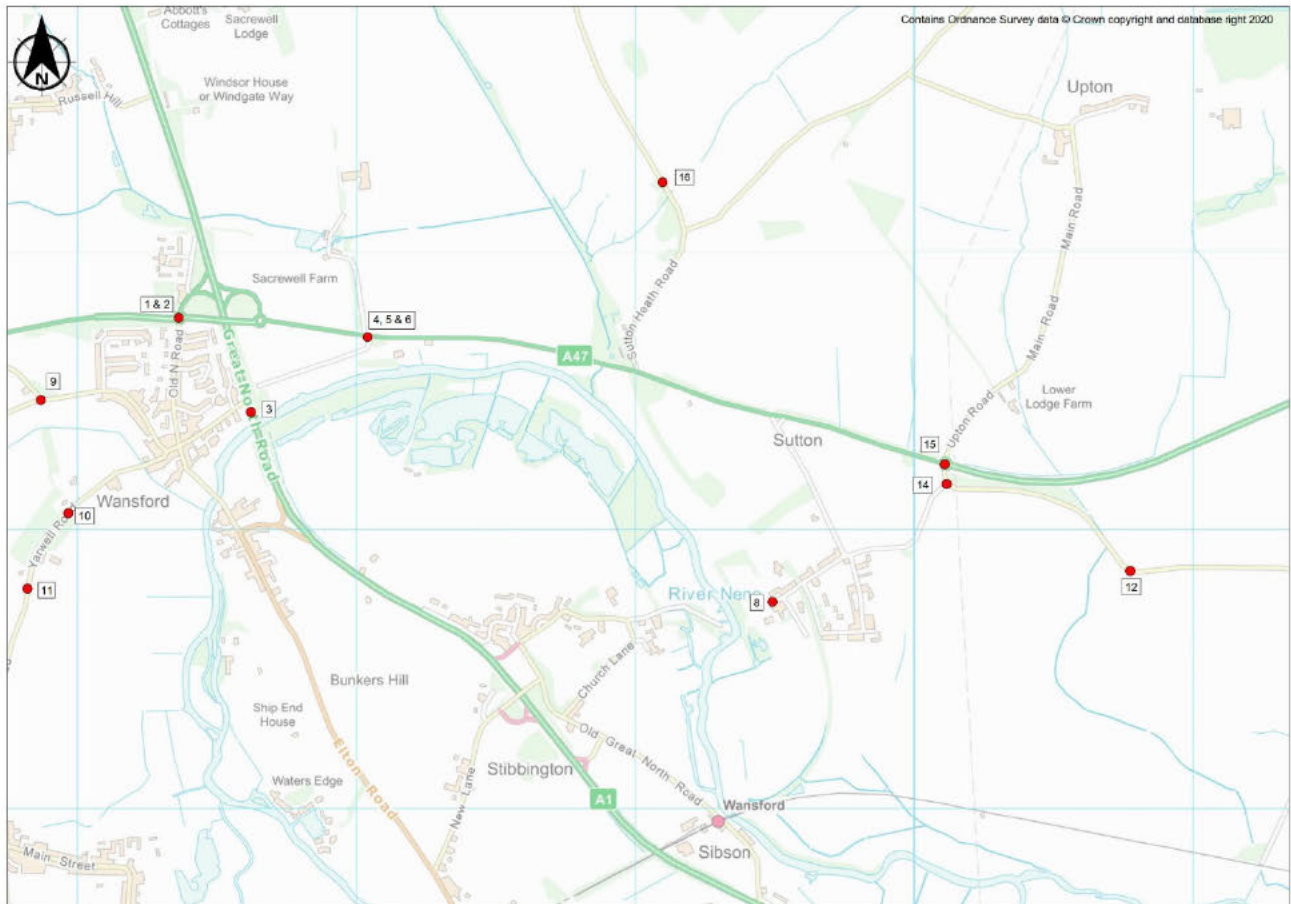 Abbott's
Cottages
Sacrewell
Lodge
Contains Ordnance Survey data © Crown copyright and database right 2020
N
Windsor House
or Windgate Way
Russell Hill
Upton
16
Main Road
Sacrewell Farm
1 & 2
4, 5 & 6
Sutton Heath Road
Old N Road
Great North Road
A47
Main Road
9
3
Lower
Lodge Farm
Upton Road
Sutton
15
14
Wansford
10
Yarwell Road
11
12
River Nene
8
Church Lane
Bunkers Hill
Ship End
House
Old Great North Road
Elton Road
Stibbington
Waters Edge
New Lane
A1
Wansford
Sibson
Main Street